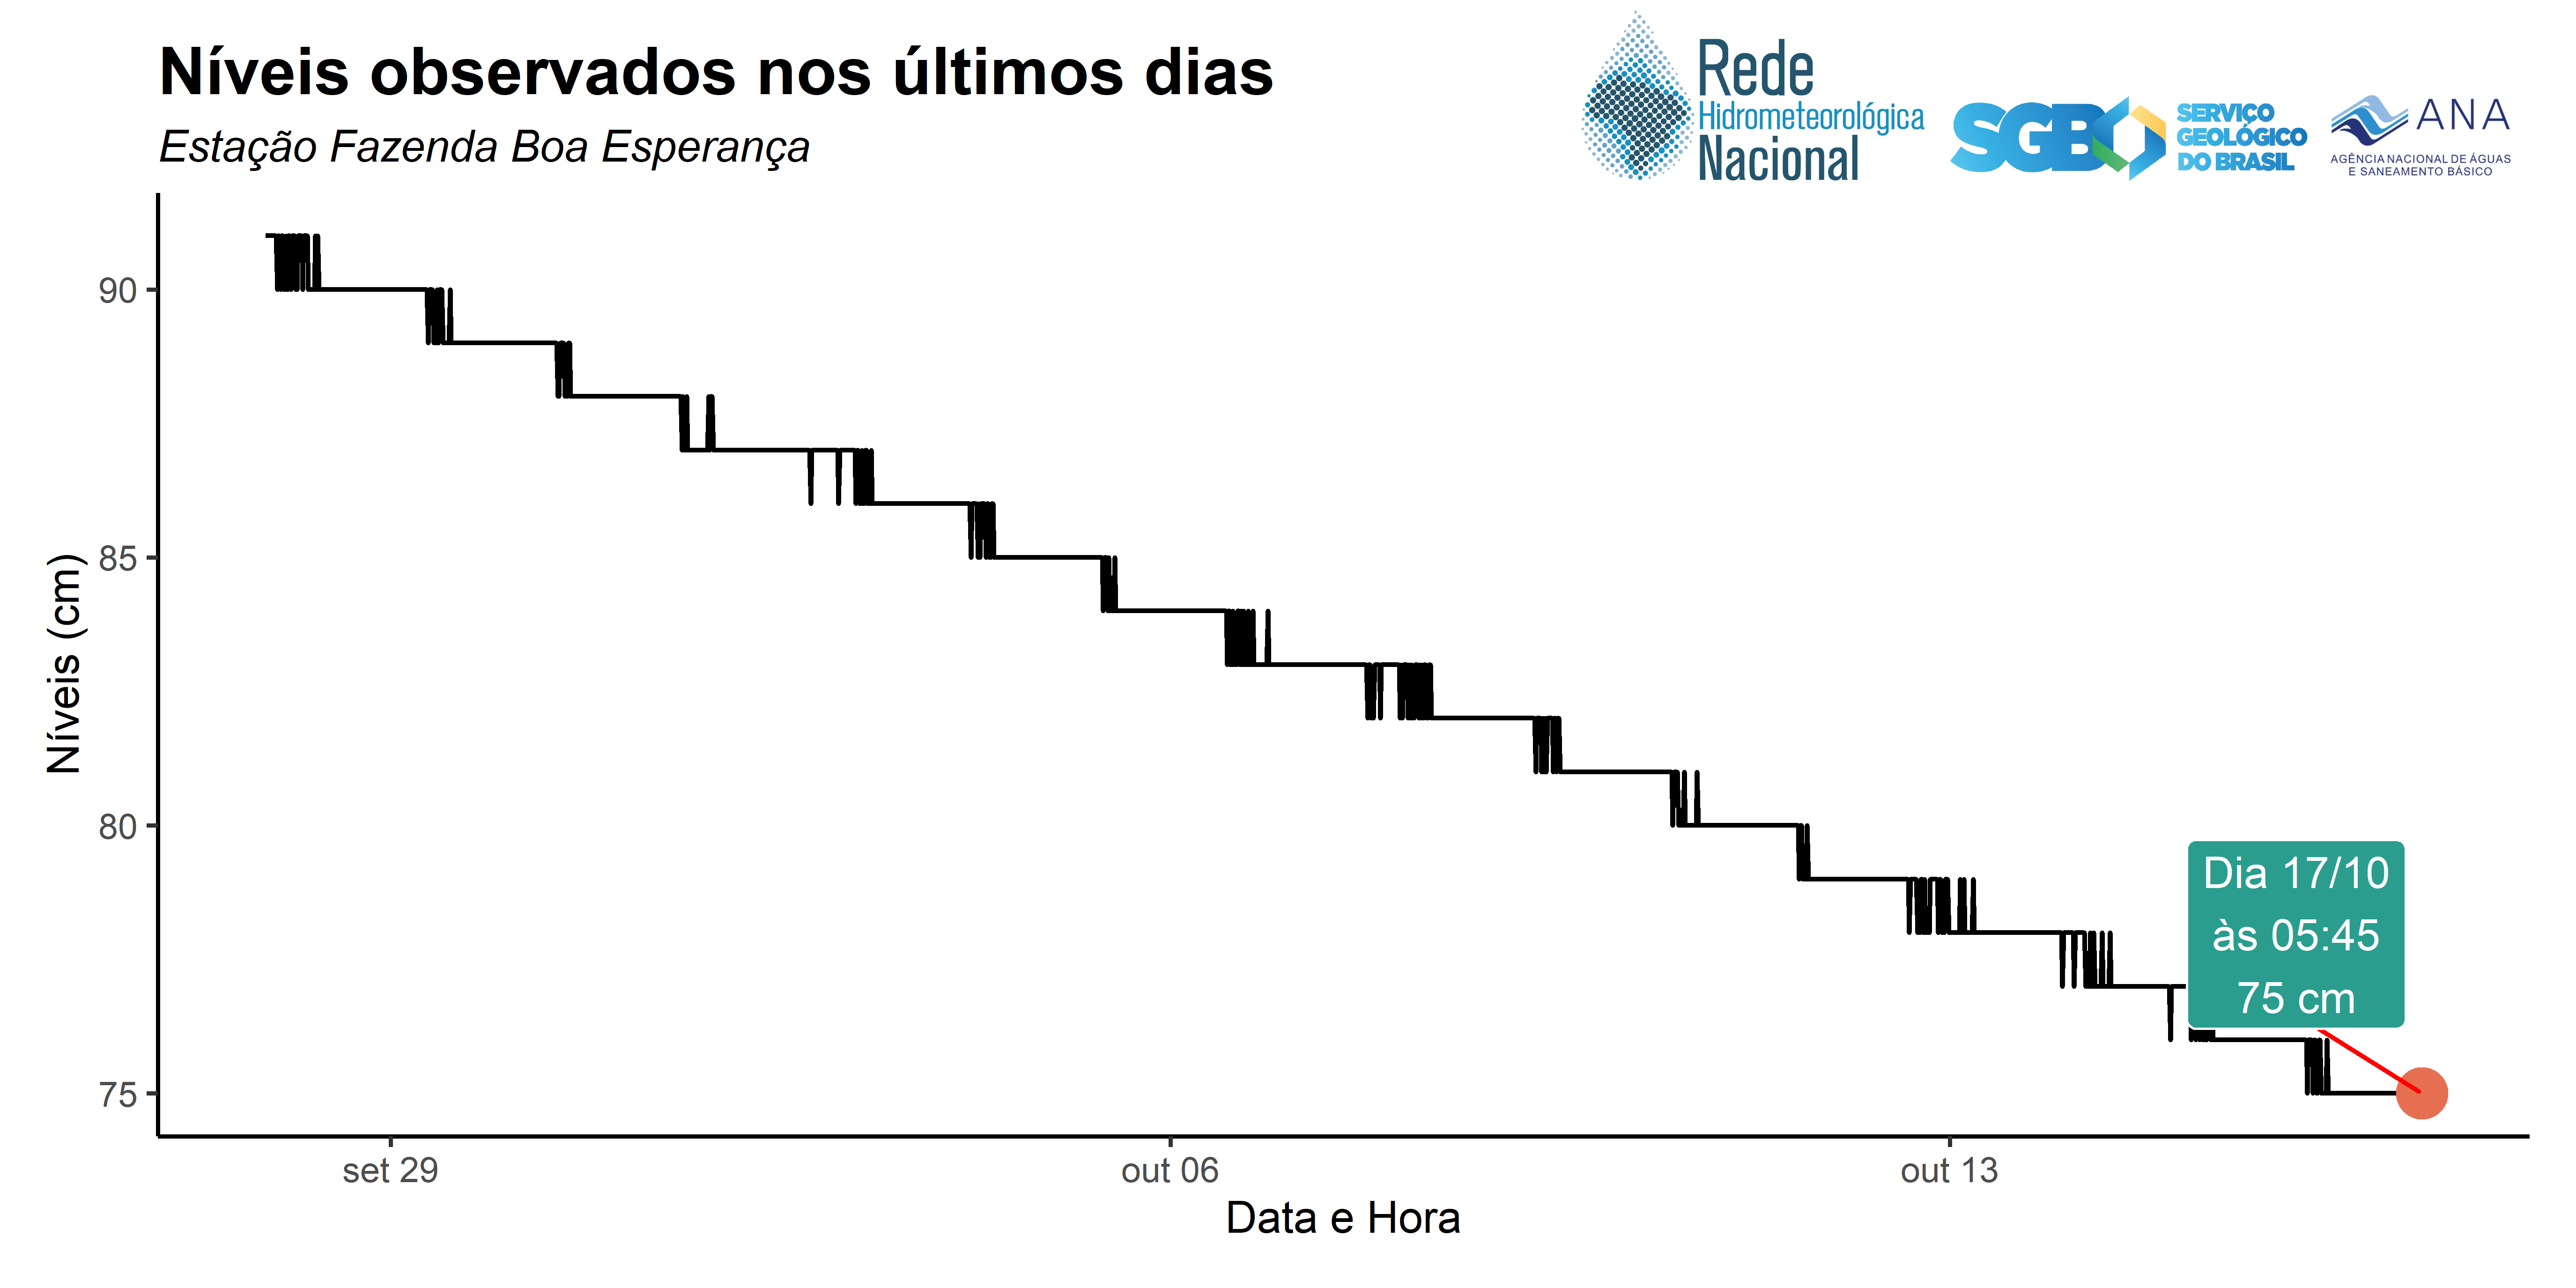 Níveis observados nos últimos dias
Estação Fazenda Boa Esperança
Rede
Hidrometeorológica
Nacional
SGB
SERVIÇO
GEOLÓGICO
DO BRASIL
ANA
AGÊNCIA NACIONAL DE ÁGUAS
E SANEAMENTO BÁSICO
Níveis (cm)
90
85
80
75
Dia 17/10
às 05:45
75 cm
set 29
out 06
out 13
Data e Hora